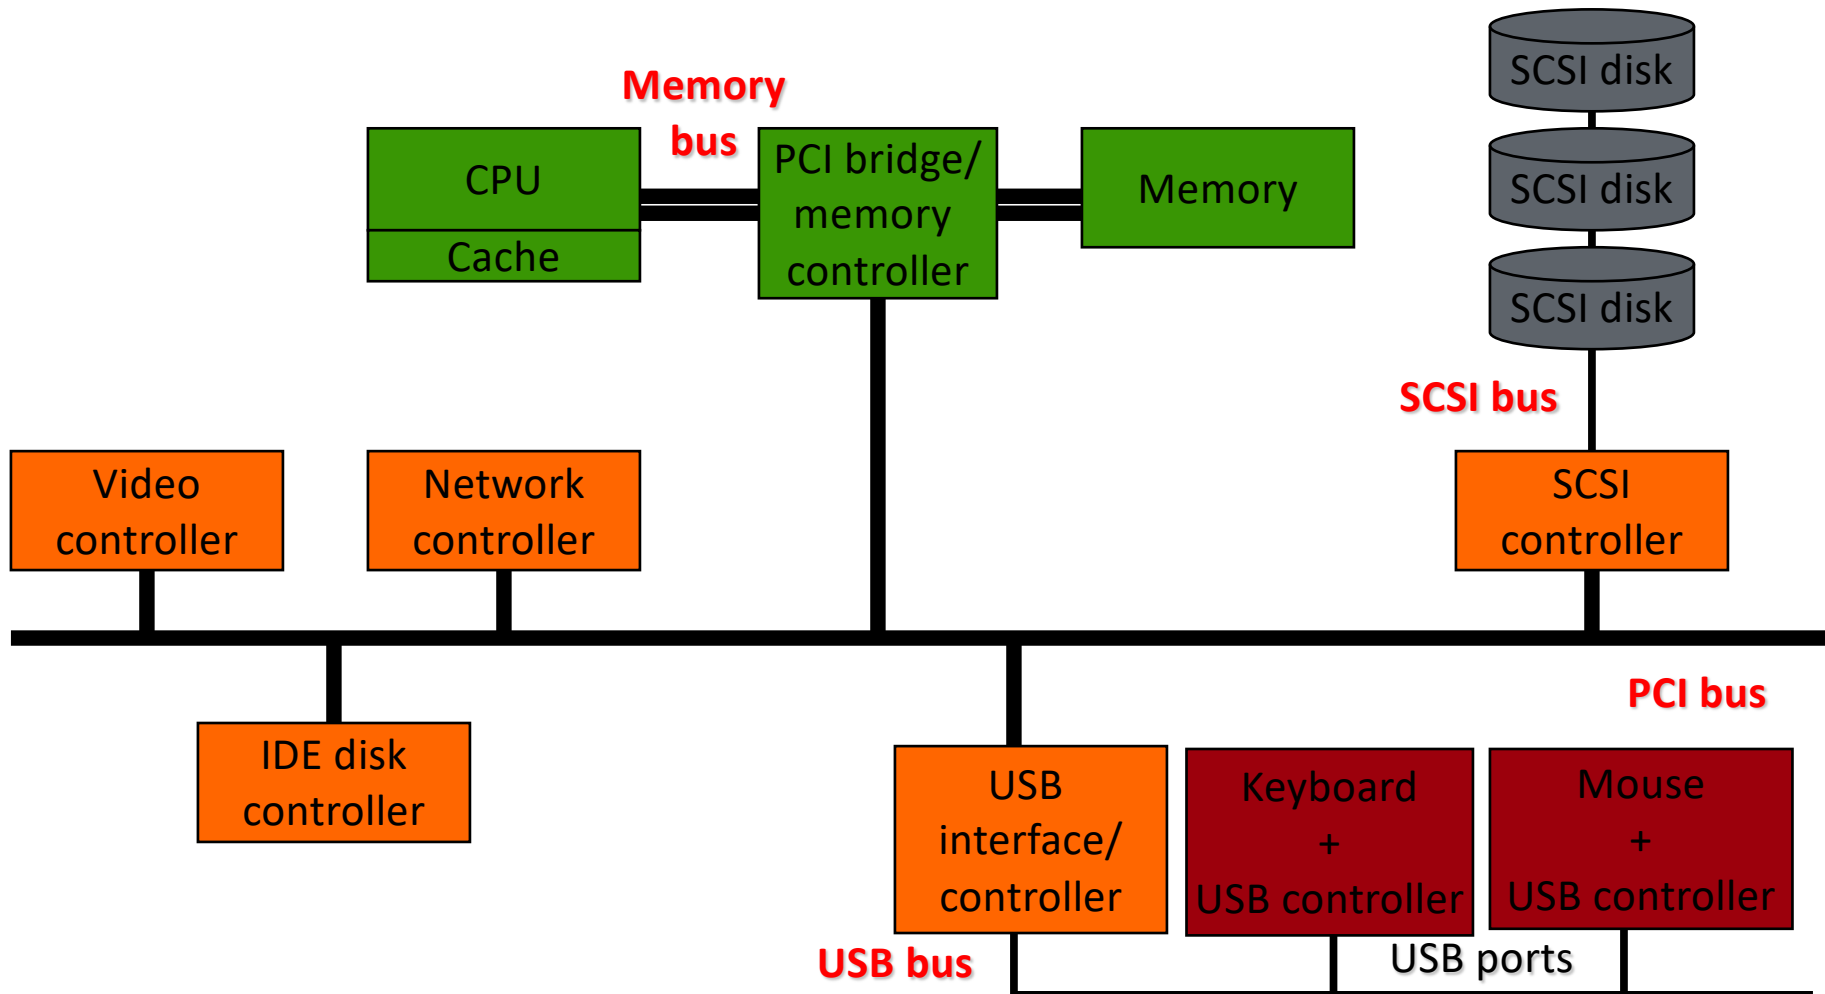 SCSI disk
Memory
bus
SCSI disk
CPU
PCI bridge/
memory
controller
Memory
Cache
SCSI disk
SCSI bus
Video
controller
Network
controller
SCSI
controller
PCI bus
IDE disk
controller
USB
interface/
controller
Keyboard
+
USB controller
Mouse
+
USB controller
USB bus
USB ports